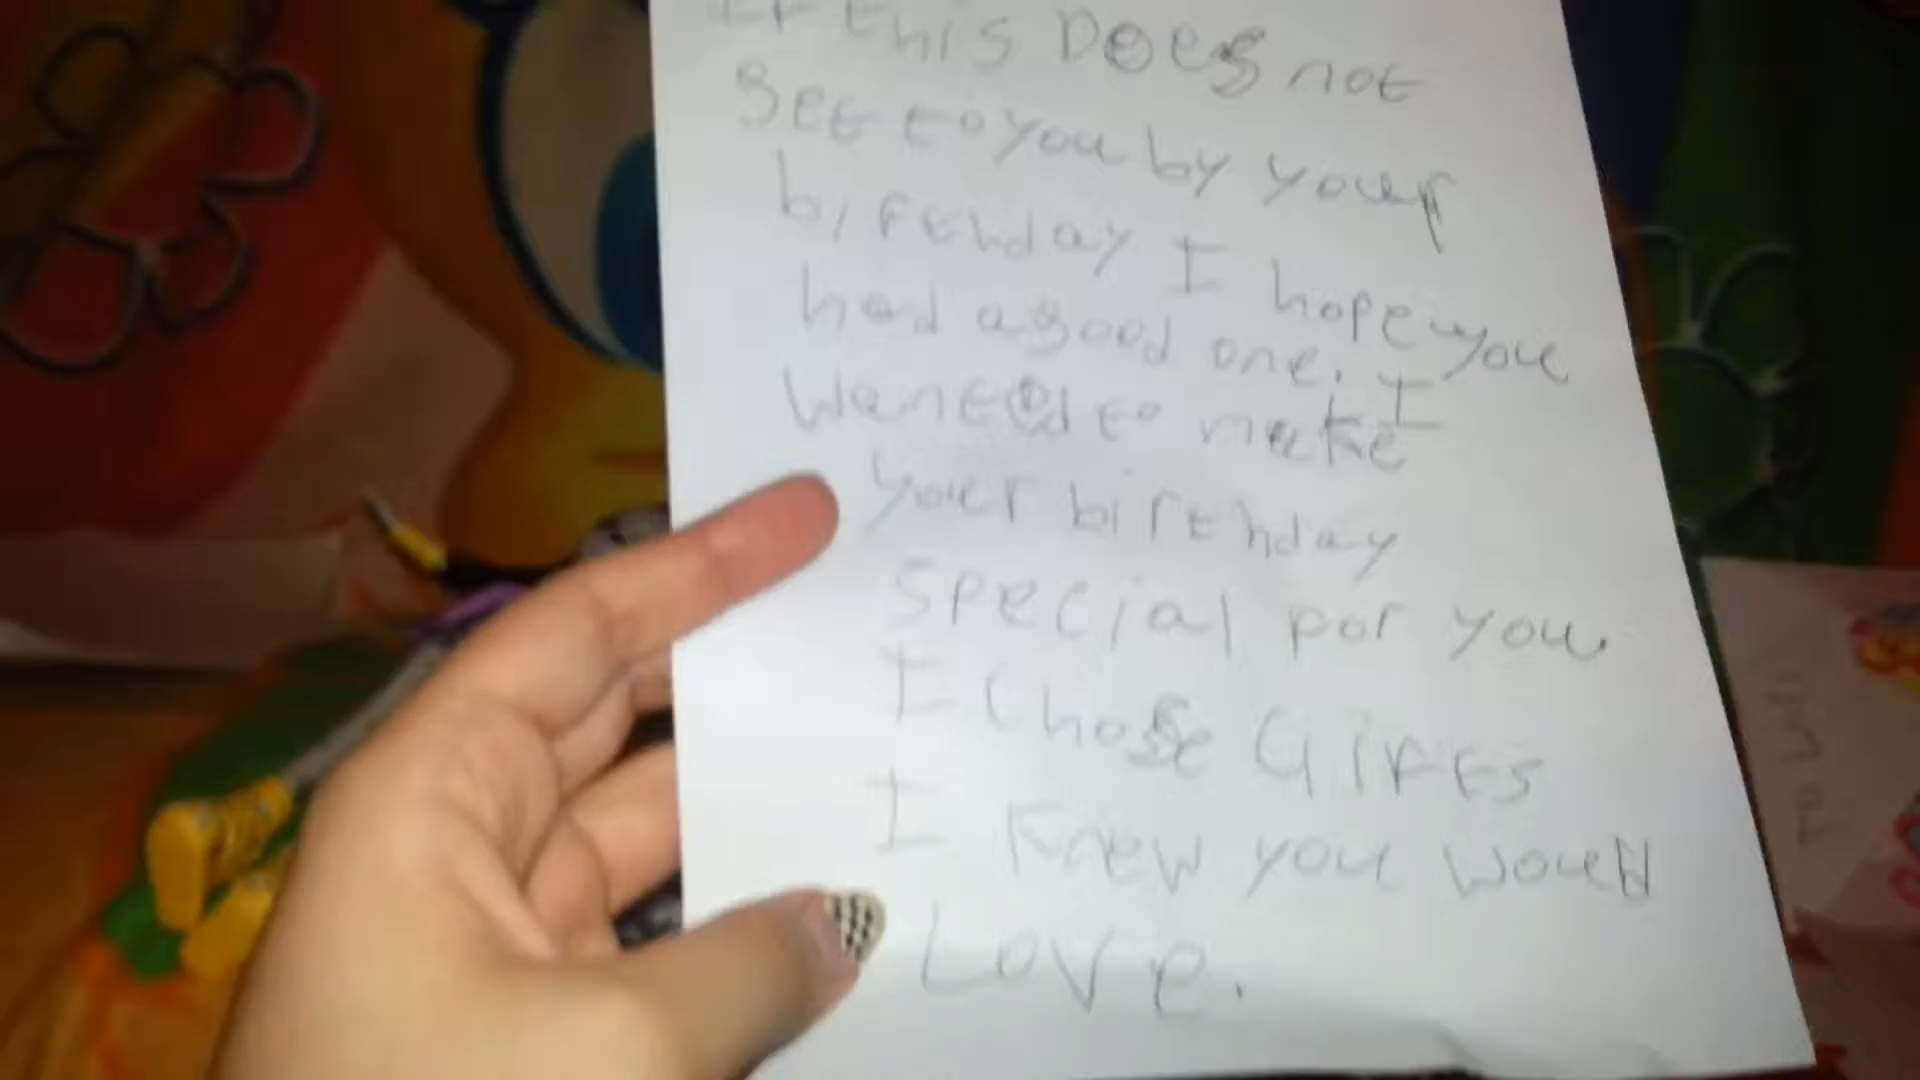 If this Does not
get to you by your
birthday I hope you
had a good one. I
wanted to make
your birthday
special for you.
I Chose Gifts
I Knew you would
Love.